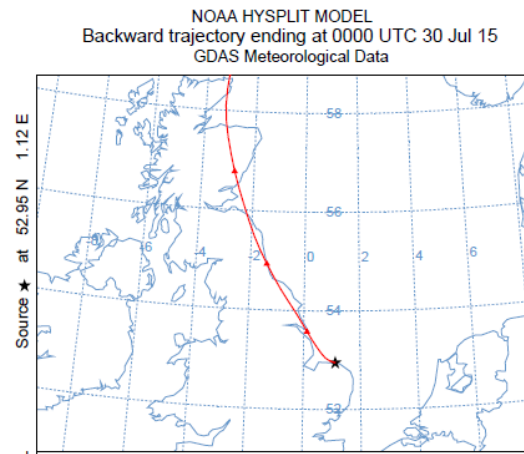 NOAA HYSPLIT MODEL
Backward trajectory ending at 0000 UTC 30 Jul 15
GDAS Meteorological Data
Source ★ at 52.95 N 1.12 E
58
56
-6
-4
-2
0
2
4
6
54
52